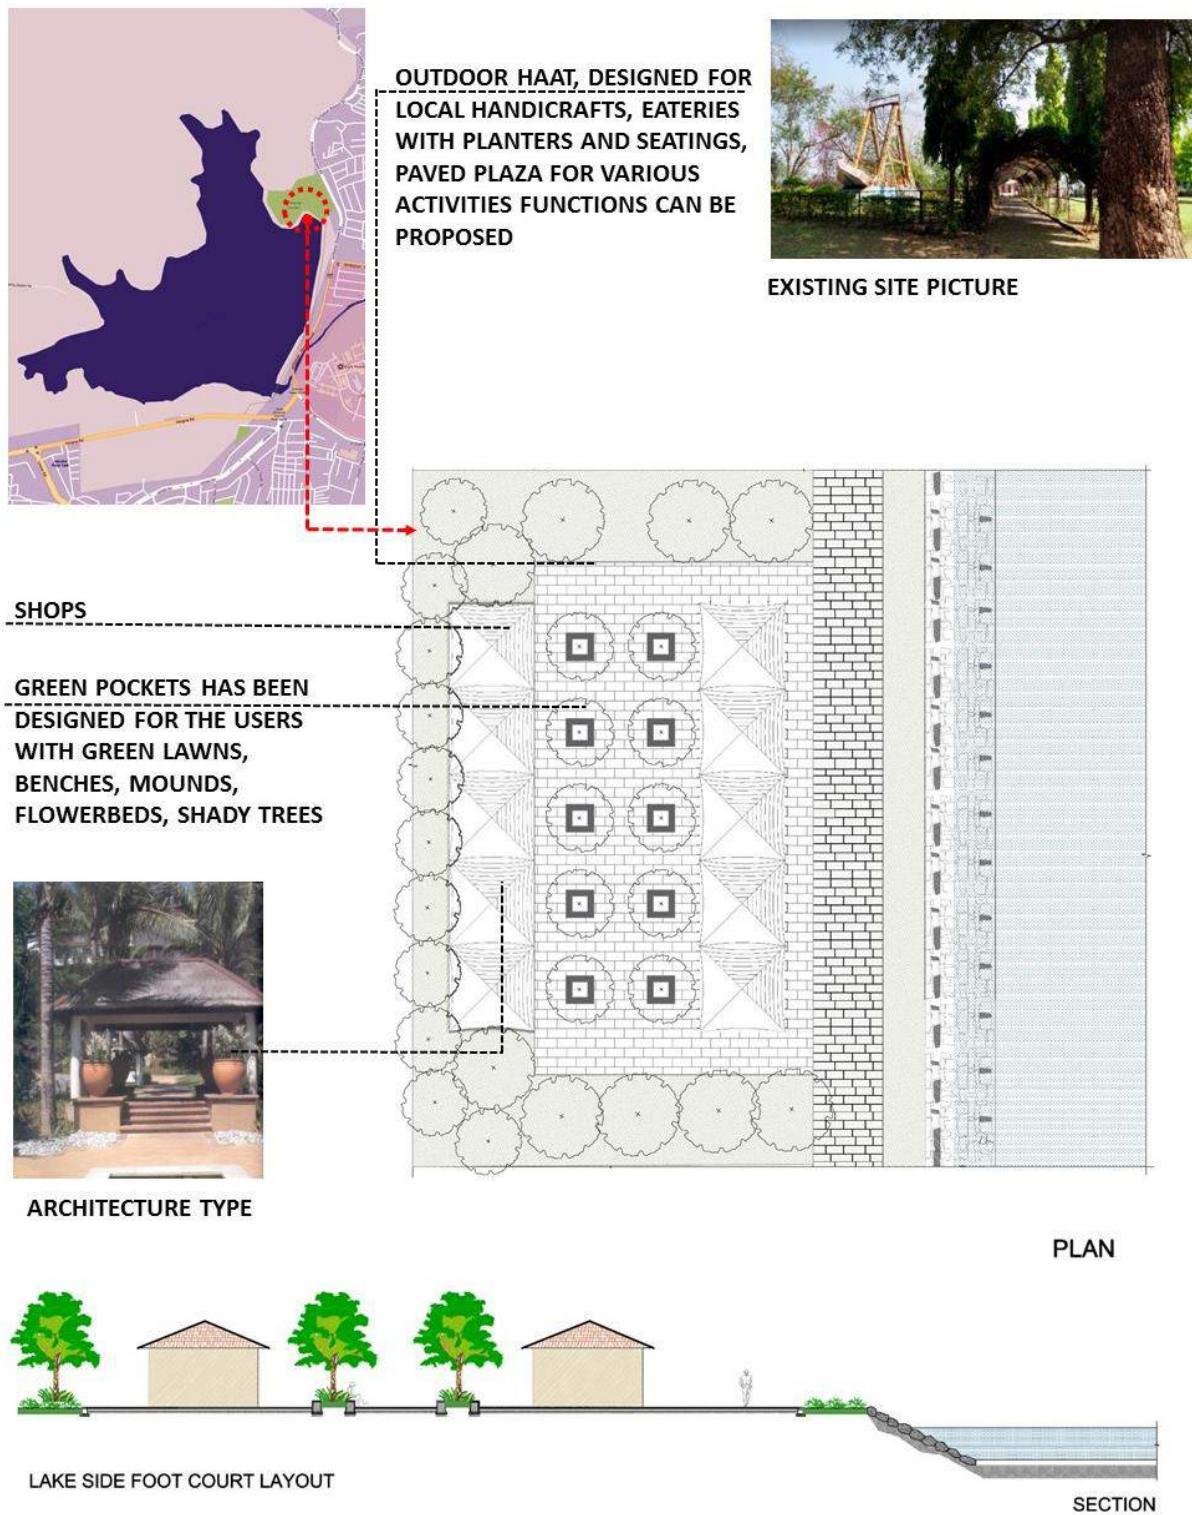 OUTDOOR HAAT, DESIGNED FOR
LOCAL HANDICRAFTS, EATERIES
WITH PLANTERS AND SEATINGS,
PAVED PLAZA FOR VARIOUS
ACTIVITIES FUNCTIONS CAN BE
PROPOSED
EXISTING SITE PICTURE
SHOPS
GREEN POCKETS HAS BEEN
DESIGNED FOR THE USERS
WITH GREEN LAWNS,
BENCHES, MOUNDS,
FLOWERBEDS, SHADY TREES
ARCHITECTURE TYPE
PLAN
LAKE SIDE FOOT COURT LAYOUT
SECTION